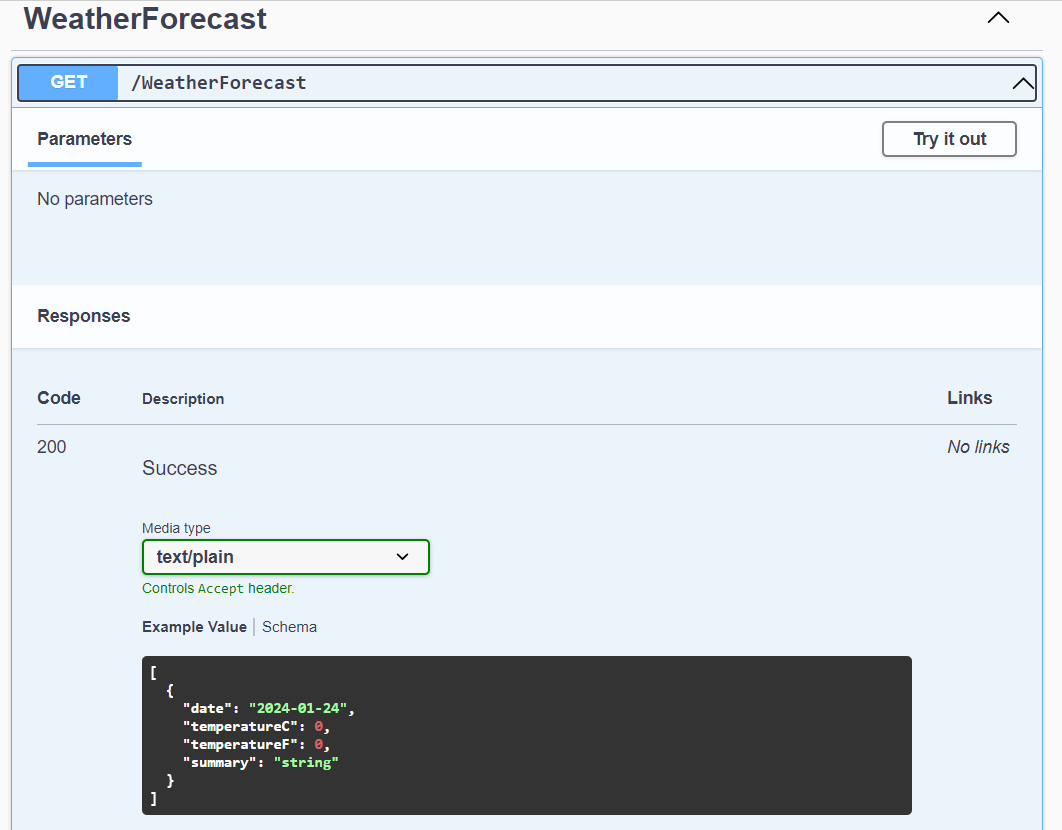 WeatherForecast
GET /WeatherForecast
Parameters Try it out
No parameters
Responses
Code Description Links
200 No links
Success
Media type
text/plain
Controls Accept header.
Example Value | Schema
[
  {
    "date": "2024-01-24",
    "temperatureC": 0,
    "temperatureF": 0,
    "summary": "string"
  }
]